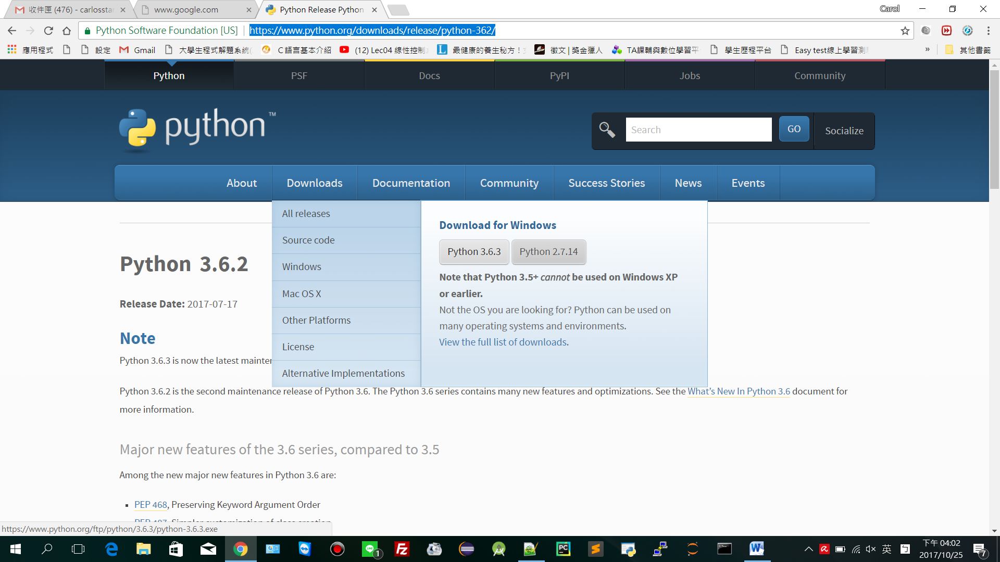 收件匣 (476) - carlosstar
www.google.com
Python Release Python
Carol
Python Software Foundation [US]
https://www.python.org/downloads/release/python-362/
應用程式
設定
Gmail
大學生程式解題系統(
C語言基本介紹
(12) Lec04 線性控制
最健康的養生秘方！
徵文 | 獎金獵人
TA課輔與數位學習平
學生歷程平台
Easy test線上學習測
»
其他書籤
Python
PSF
Docs
PyPI
Jobs
Community
python™
Search
GO
Socialize
About
Downloads
Documentation
Community
Success Stories
News
Events
All releases
Source code
Windows
Mac OS X
Other Platforms
License
Alternative Implementations
Download for Windows
Python 3.6.3
Python 2.7.14
Note that Python 3.5+ cannot be used on Windows XP
or earlier.
Not the OS you are looking for? Python can be used on
many operating systems and environments.
View the full list of downloads.
Python 3.6.2
Release Date: 2017-07-17
Note
Python 3.6.3 is now the latest
Python 3.6.2 is the second maintenance release of Python 3.6. The Python 3.6 series contains many new features and optimizations. See the What’s New In Python 3.6 document for
more information.
Major new features of the 3.6 series, compared to 3.5
Among the new major new features in Python 3.6 are:
PEP 468, Preserving Keyword Argument Order
PEP 487, Simpler customization of class creation
https://www.python.org/ftp/python/3.6.3/python-3.6.3.exe
1
FZ
PC
英
下午 04:02
2017/10/25
7